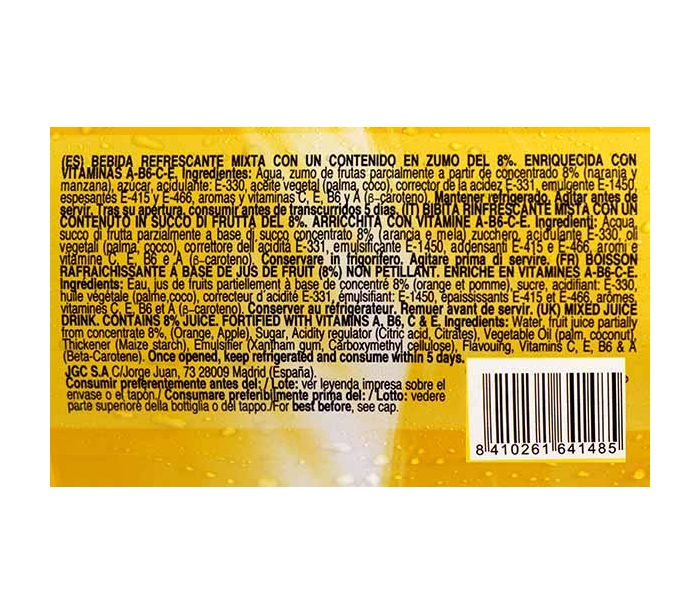 (ES) BEBIDA REFRESCANTE MIXTA CON UN CONTENIDO EN ZUMO DEL 8%. ENRIQUECIDA CON
VITAMINAS A-B6-C-E. Ingredientes: Agua, zumo de frutas parcialmente a partir de concentrado 8% (naranja y
manzana), azúcar, acidulante: E-330, aceite vegetal (palma, coco), corrector de la acidez E-331, emulgente E-1450,
espesantes E-415 y E-466, aromas y vitaminas C, E, B6 y A (β-caroteno). Mantener refrigerado. Agitar antes de
servir. Tras su apertura, consumir antes de transcurridos 5 dias. (IT) BIBITA RINFRESCANTE MISTA CON UN
CONTENUTO IN SUCCO DI FRUTTA DEL 8%. ARRICCHITA CON VITAMINE A-B6-C-E. Ingredienti: Acqua,
succo di frutta parzialmente a base di succo concentrato 8% (arancia e mela), zucchero, acidulante E-330, oli
vegetali (palma, cocco), correttore dell acidità E-331, emulsionante E-1450, addensanti E-415 e E-466, aromi e
vitamine C, E, B6 e A (β-carotene). Conservare in frigorifero. Agitare prima di servire. (FR) BOISSON
RAFRAICHISSANTE A BASE DE JUS DE FRUIT (8%) NON PETILLANT. ENRICHE EN VITAMINES A-B6-C-E.
Ingrédients: Eau, jus de fruits partiellement à base de concentré 8% (orange et pomme), sucre, acidifiant: E-330,
huile végétale (palme,coco), correcteur d´acidité E-331, émulsifiant: E-1450, épaississants E-415 et E-466, arômes,
vitamines C, E, B6 et A (β-carotène). Conserver au réfrigérateur. Remuer avant de servir. (UK) MIXED JUICE
DRINK. CONTAINS 8% JUICE. FORTIFIED WITH VITAMINS A, B6, C & E. Ingredients: Water, fruit juice partially
from concentrate 8%, (Orange, Apple), Sugar, Acidity regulator (Citric acid, Citrates), Vegetable Oil (palm, coconut),
Thickener (Maize starch), Emulsifier (Xantham gum, Carboxymethyl cellulose), Flavouing, Vitamins C, E, B6 & A
(Beta-Carotene). Once opened, keep refrigerated and consume within 5 days.
JGC S.A C/Jorge Juan, 73 28009 Madrid (España).
Consumir preferentemente antes del: / Lote: ver leyenda impresa sobre el
envase o el tapón./ Consumare preferibilmente prima del: / Lotto: vedere
parte superiore della bottiglia o del tappo./For best before, see cap.
8 410261 641485